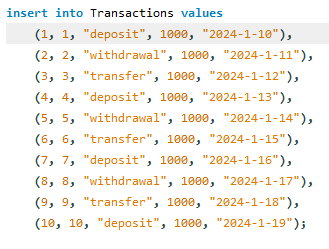 insert into Transactions values
(1, 1, "deposit", 1000, "2024-1-10"),
(2, 2, "withdrawal", 1000, "2024-1-11"),
(3, 3, "transfer", 1000, "2024-1-12"),
(4, 4, "deposit", 1000, "2024-1-13"),
(5, 5, "withdrawal", 1000, "2024-1-14"),
(6, 6, "transfer", 1000, "2024-1-15"),
(7, 7, "deposit", 1000, "2024-1-16"),
(8, 8, "withdrawal", 1000, "2024-1-17"),
(9, 9, "transfer", 1000, "2024-1-18"),
(10, 10, "deposit", 1000, "2024-1-19");